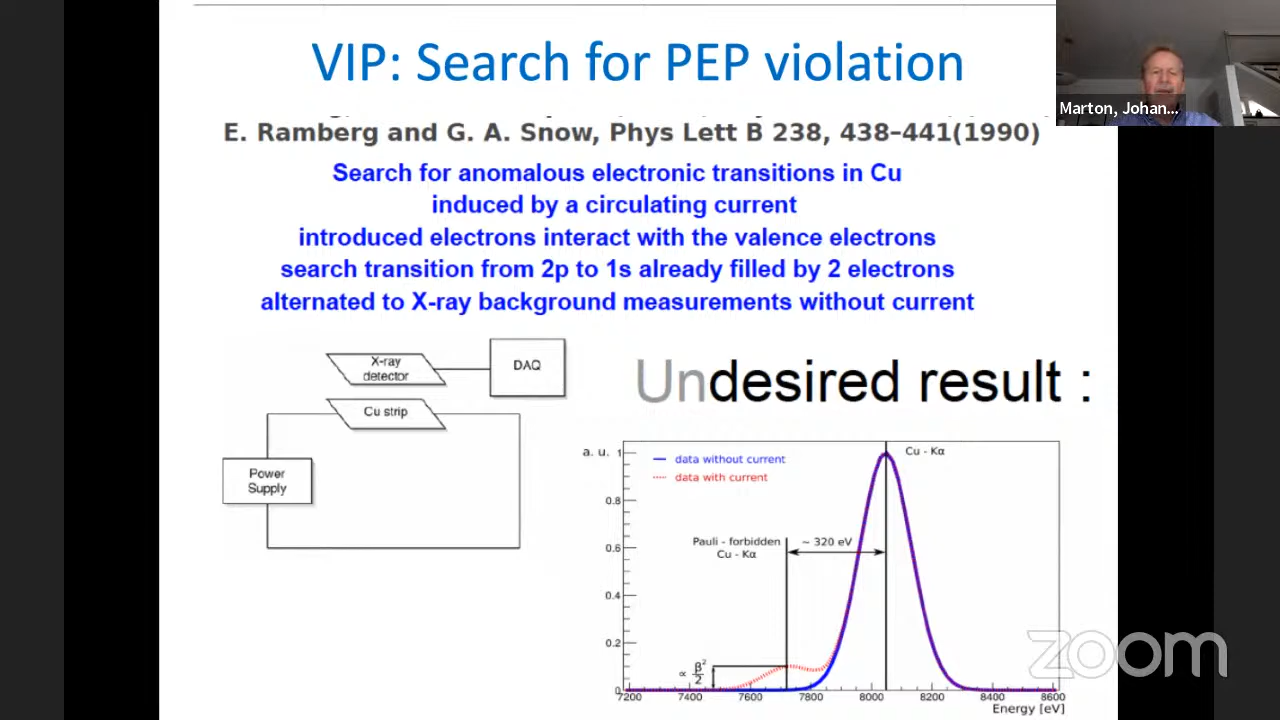 VIP: Search for PEP violation
E. Ramberg and G. A. Snow, Phys Lett B 238, 438–441(1990)
Search for anomalous electronic transitions in Cu
induced by a circulating current
introduced electrons interact with the valence electrons
search transition from 2p to 1s already filled by 2 electrons
alternated to X-ray background measurements without current
Marton, Johan...
X-ray
detector
DAQ
Cu strip
Power
Supply
Undesired result :
a. u.
1
0.8
0.6
0.4
0.2
0
data without current
data with current
Cu - Kα
Pauli - forbidden
Cu - Kα
~ 320 eV
∝ β²/2
7200 7400 7600 7800 8000 8200 8400 8600
Energy [eV]
zoom